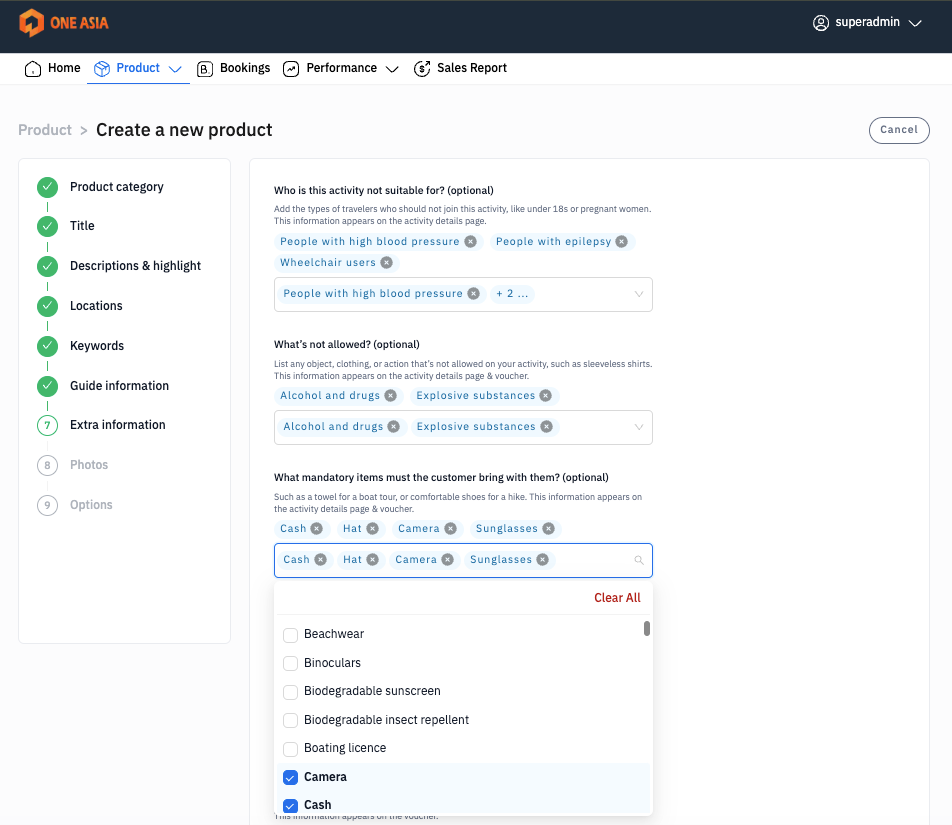 ONE ASIA
superadmin
Home Product Bookings Performance Sales Report
Product > Create a new product
Cancel
Product category
Title
Descriptions & highlight
Locations
Keywords
Guide information
7 Extra information
8 Photos
9 Options
Who is this activity not suitable for? (optional)
Add the types of travelers who should not join this activity, like under 18s or pregnant women.
This information appears on the activity details page.
People with high blood pressure People with epilepsy
Wheelchair users
People with high blood pressure + 2 ...
What's not allowed? (optional)
List any object, clothing, or action that's not allowed on your activity, such as sleeveless shirts.
This information appears on the activity details page & voucher.
Alcohol and drugs Explosive substances
Alcohol and drugs Explosive substances
What mandatory items must the customer bring with them? (optional)
Such as a towel for a boat tour, or comfortable shoes for a hike. This information appears on
the activity details page & voucher.
Cash Hat Camera Sunglasses
Cash Hat Camera Sunglasses
Clear All
Beachwear
Binoculars
Biodegradable sunscreen
Biodegradable insect repellent
Boating licence
Camera
Cash
This information appears on the voucher.